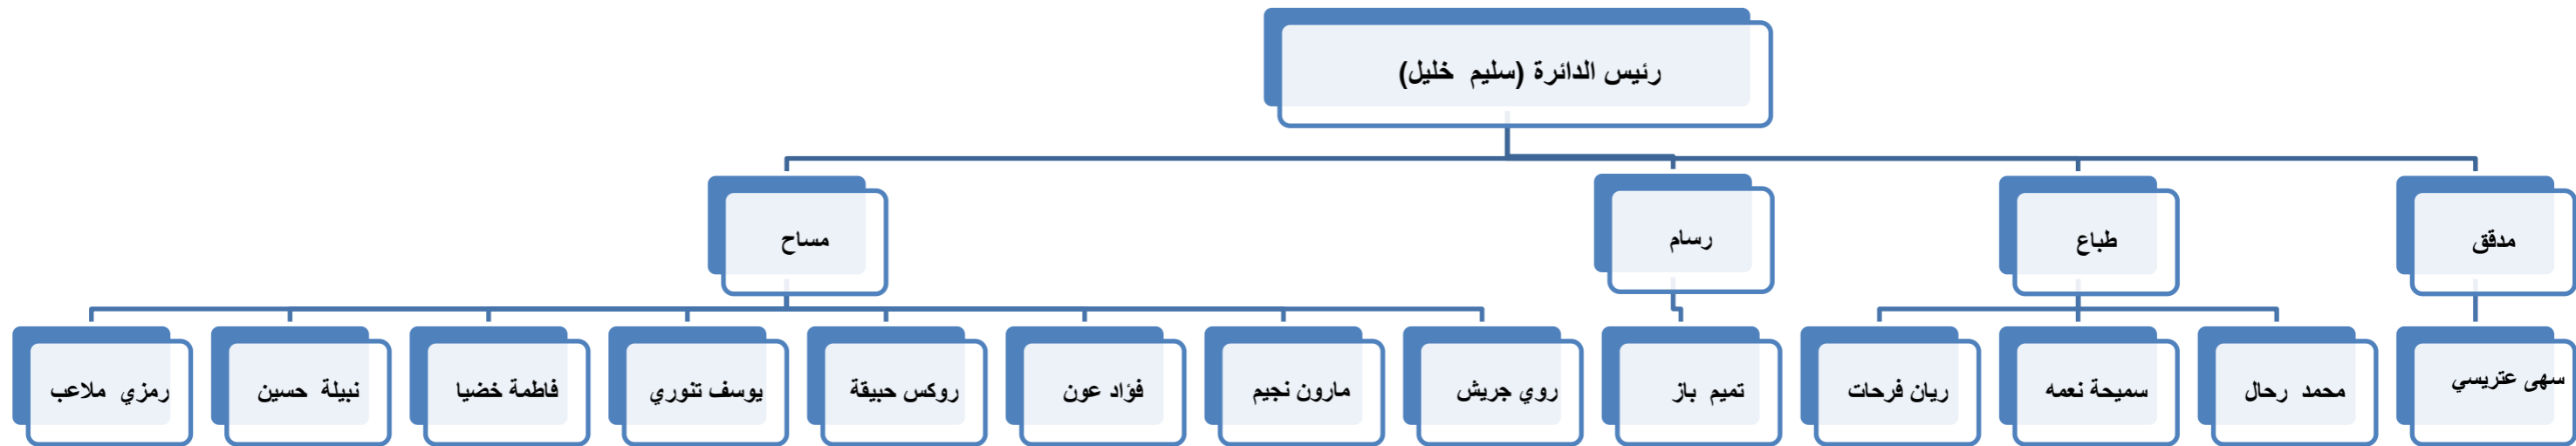 رئيس الدائرة (سليم خليل)
مدقق
طباع
رسام
مساح
سهى عتريسي
محمد رحال
سميحة نعمه
ريان فرحات
تميم باز
روي جريش
مارون نجيم
فؤاد عون
روكس حبيقة
يوسف تنوري
فاطمة خضيا
نبيلة حسين
رمزي ملاعب